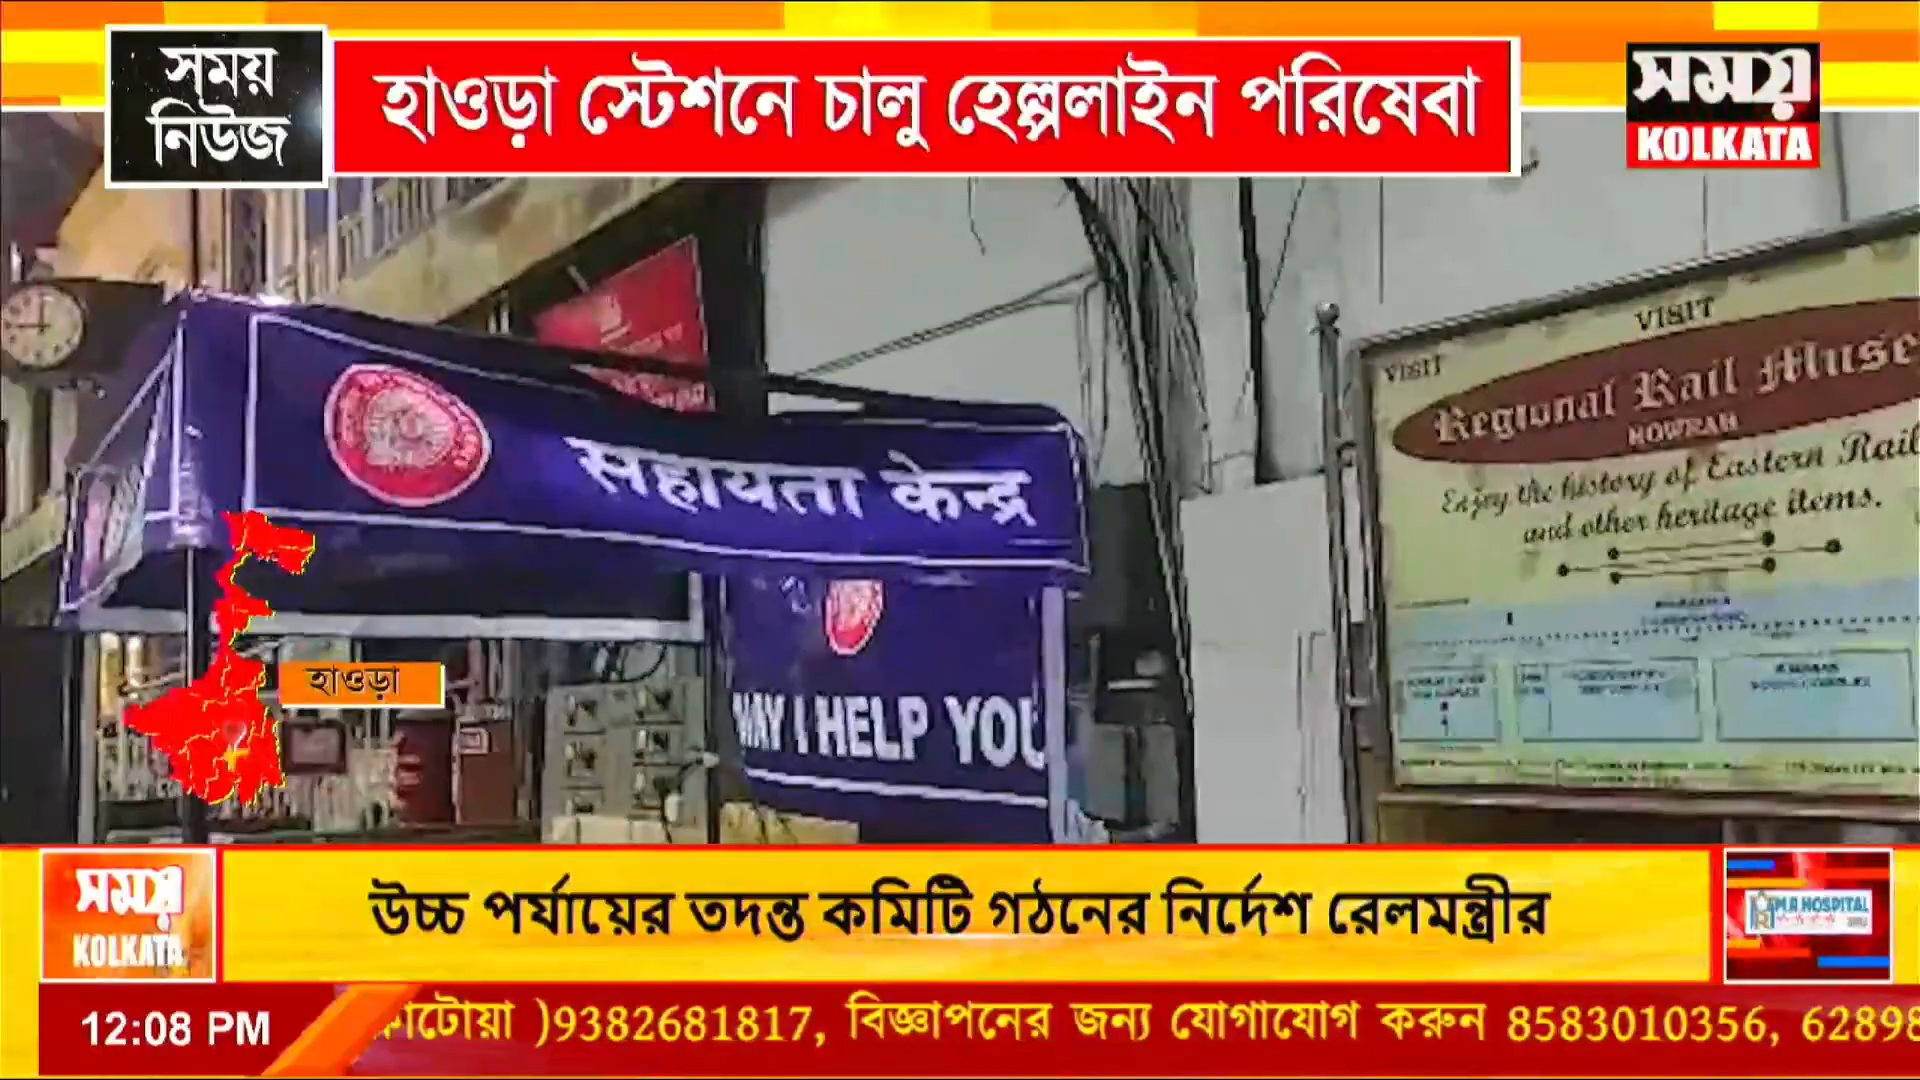 সময়
নিউজ
হাওড়া স্টেশনে চালু হেল্পলাইন পরিষেবা
সময়
KOLKATA
VISIT
VISIT
Regional Rail Muse
HOWRAH
Enjoy the history of Eastern Rail
and other heritage items.
सहायता केन्द्र
MAY I HELP YOU
হাওড়া
সময়
KOLKATA
উচ্চ পর্যায়ের তদন্ত কমিটি গঠনের নির্দেশ রেলমন্ত্রীর
HOSPITAL
12:08 PM
কাটোয়া )9382681817, বিজ্ঞাপনের জন্য যোগাযোগ করুন 8583010356, 62898